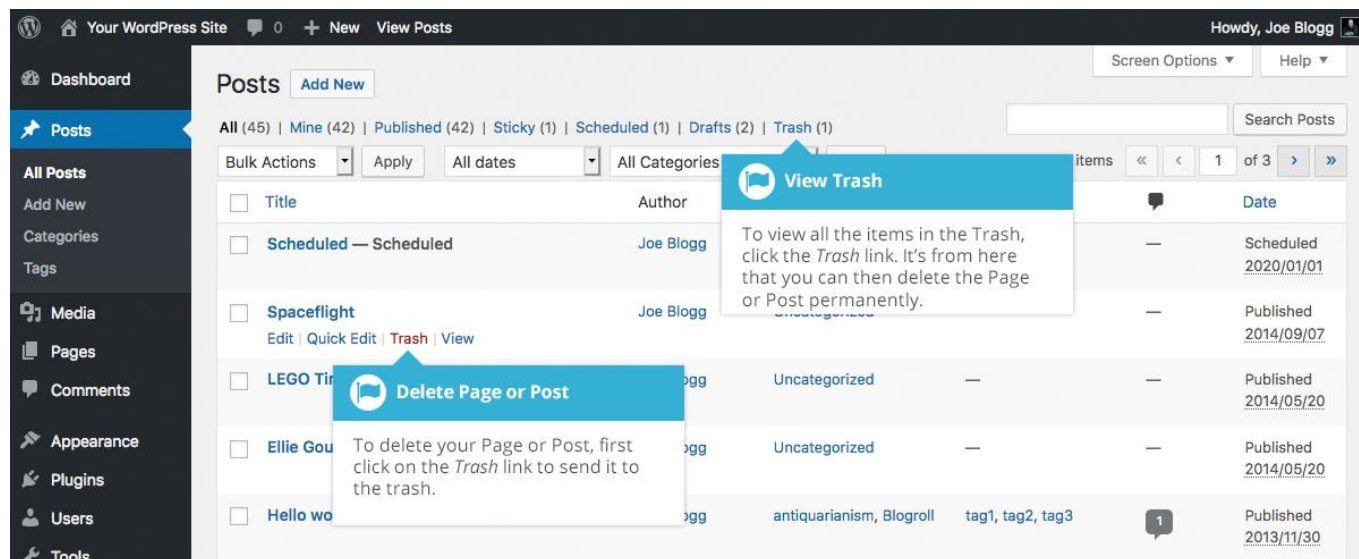 Your WordPress Site 0 + New View Posts Howdy, Joe Blogg
Screen Options ▼ Help ▼
Dashboard
Posts
All Posts
Add New
Categories
Tags
Media
Pages
Comments
Appearance
Plugins
Users
Tools
Posts Add New
All (45) | Mine (42) | Published (42) | Sticky (1) | Scheduled (1) | Drafts (2) | Trash (1)
Search Posts
Bulk Actions Apply All dates All Categories items « ‹ 1 of 3 › »
Title Author Date
Scheduled — Scheduled Joe Blogg — Scheduled
2020/01/01
Spaceflight Joe Blogg Uncategorized — Published
Edit | Quick Edit | Trash | View 2014/09/07
LEGO Uncategorized — — Published
2014/05/20
Ellie Uncategorized — — Published
2014/05/20
Hello antiquarianism, Blogroll tag1, tag2, tag3 1 Published
2013/11/30
View Trash
To view all the items in the Trash,
click the Trash link. It’s from here
that you can then delete the Page
or Post permanently.
Delete Page or Post
To delete your Page or Post, first
click on the Trash link to send it to
the trash.